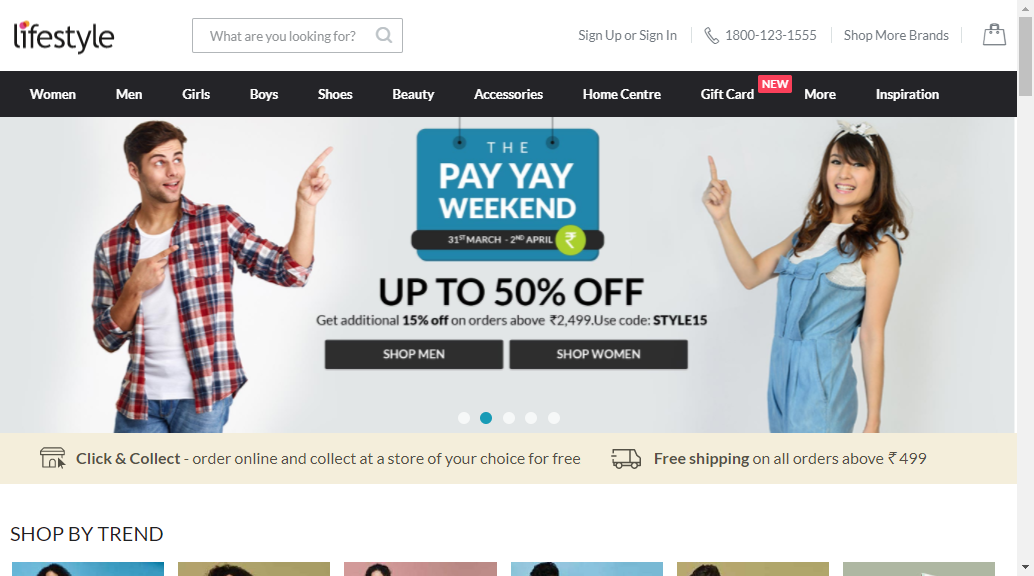 lifestyle
What are you looking for?
Sign Up or Sign In
1800-123-1555
Shop More Brands
Women Men Girls Boys Shoes Beauty Accessories Home Centre Gift Card NEW More Inspiration
THE
PAY YAY
WEEKEND
31ST MARCH - 2ND APRIL ₹
UP TO 50% OFF
Get additional 15% off on orders above ₹2,499.Use code: STYLE15
SHOP MEN SHOP WOMEN
Click & Collect - order online and collect at a store of your choice for free
Free shipping on all orders above ₹ 499
SHOP BY TREND